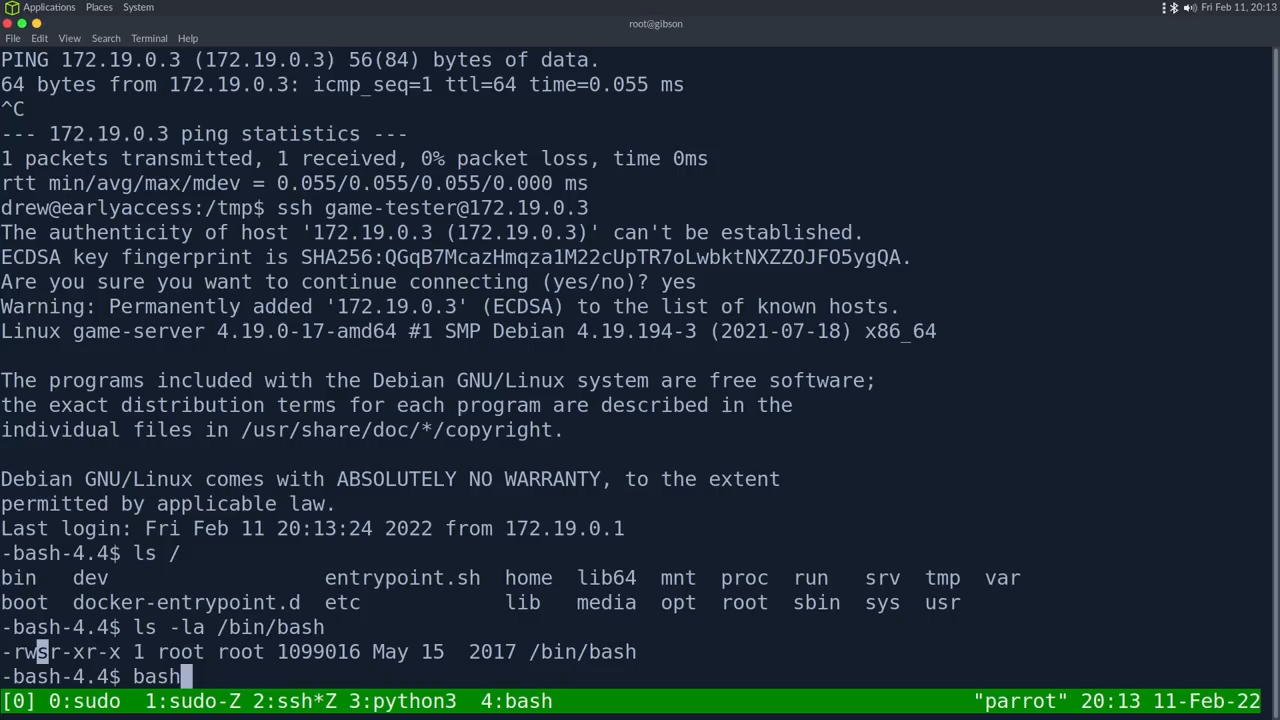 Applications Places System Fri Feb 11, 20:13
root@gibson
File Edit View Search Terminal Help
PING 172.19.0.3 (172.19.0.3) 56(84) bytes of data.
64 bytes from 172.19.0.3: icmp_seq=1 ttl=64 time=0.055 ms
^C
--- 172.19.0.3 ping statistics ---
1 packets transmitted, 1 received, 0% packet loss, time 0ms
rtt min/avg/max/mdev = 0.055/0.055/0.055/0.000 ms
drew@earlyaccess:/tmp$ ssh game-tester@172.19.0.3
The authenticity of host '172.19.0.3 (172.19.0.3)' can't be established.
ECDSA key fingerprint is SHA256:QGqB7McazHmqza1M22cUpTR7oLwbktNXZZOJFO5ygQA.
Are you sure you want to continue connecting (yes/no)? yes
Warning: Permanently added '172.19.0.3' (ECDSA) to the list of known hosts.
Linux game-server 4.19.0-17-amd64 #1 SMP Debian 4.19.194-3 (2021-07-18) x86_64
The programs included with the Debian GNU/Linux system are free software;
the exact distribution terms for each program are described in the
individual files in /usr/share/doc/*/copyright.
Debian GNU/Linux comes with ABSOLUTELY NO WARRANTY, to the extent
permitted by applicable law.
Last login: Fri Feb 11 20:13:24 2022 from 172.19.0.1
-bash-4.4$ ls /
bin dev entrypoint.sh home lib64 mnt proc run srv tmp var
boot docker-entrypoint.d etc lib media opt root sbin sys usr
-bash-4.4$ ls -la /bin/bash
-rwsr-xr-x 1 root root 1099016 May 15 2017 /bin/bash
-bash-4.4$ bash
[0] 0:sudo 1:sudo-Z 2:ssh*Z 3:python3 4:bash "parrot" 20:13 11-Feb-22